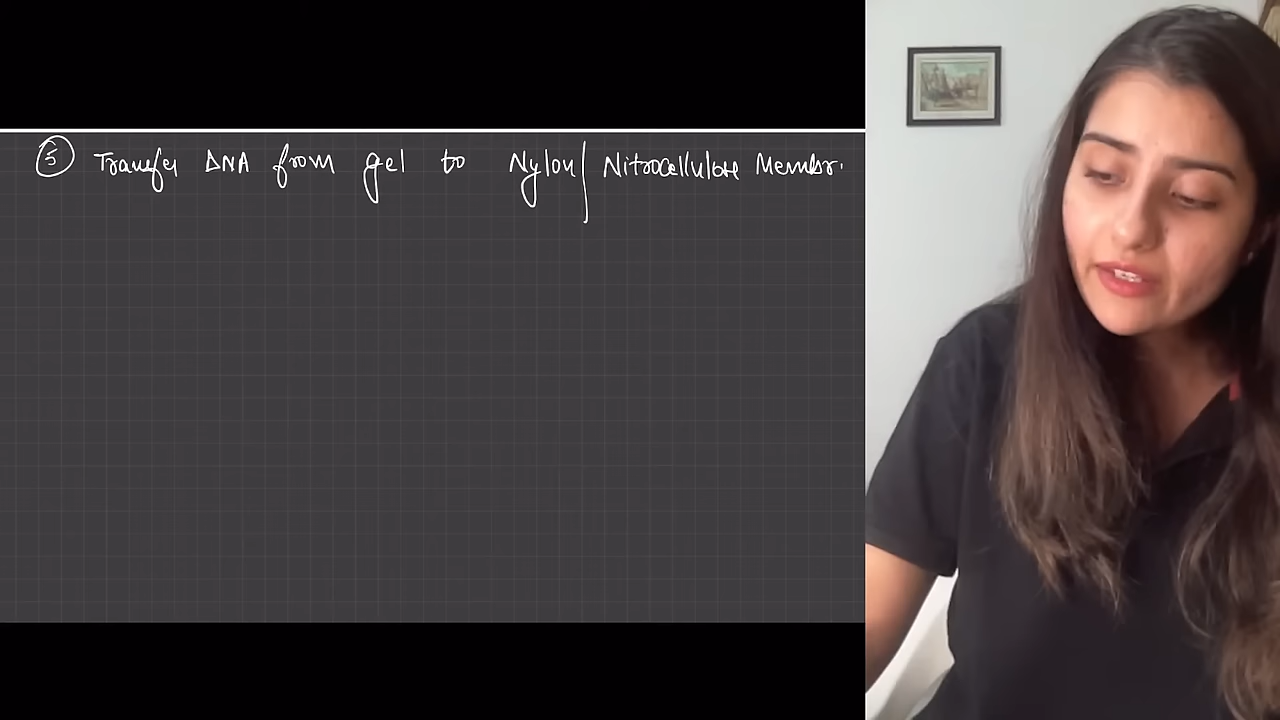 ⑤ Transfer DNA from gel to Nylon/ Nitrocellulose Membr.